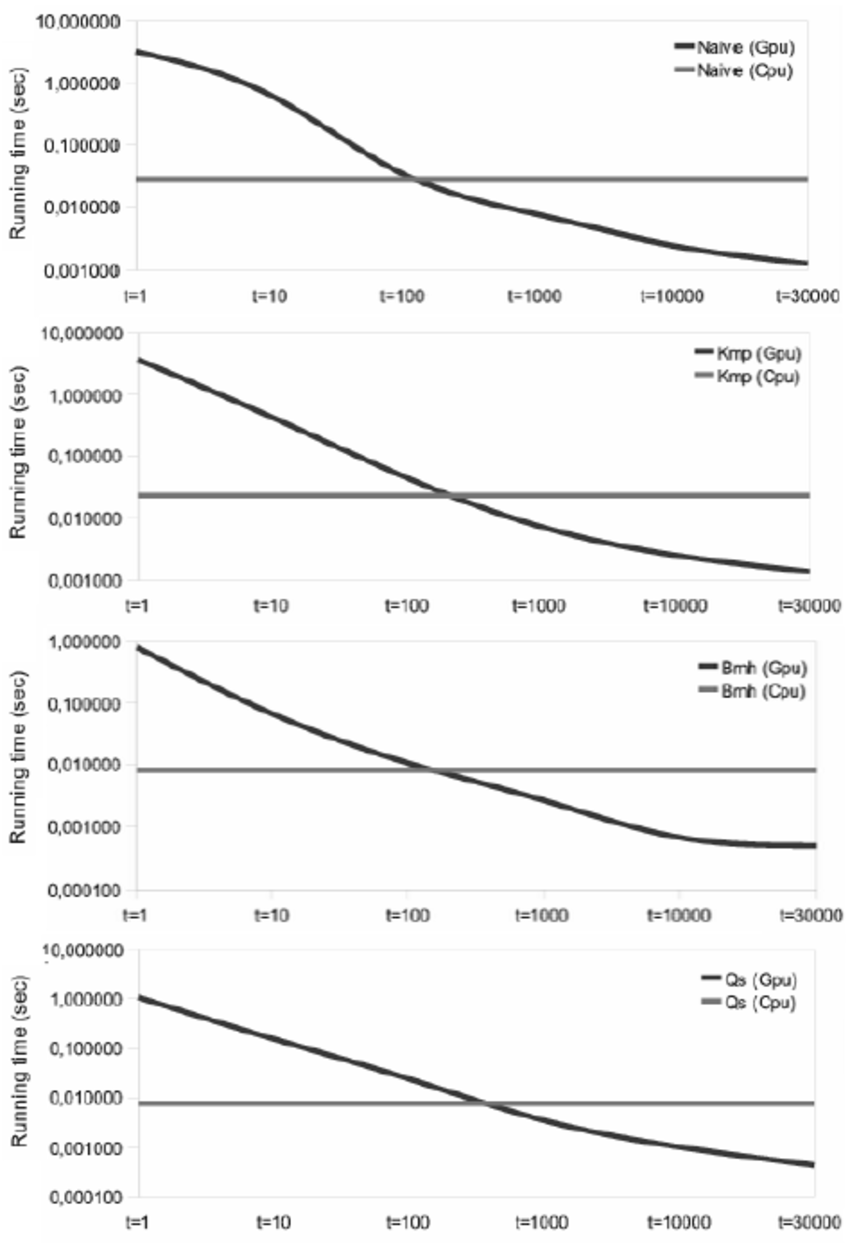 10,000000
1,000000
0,100000
0,010000
0,001000
Running time (sec)
Naive (Gpu)
Naive (Cpu)
t=1 t=10 t=100 t=1000 t=10000 t=30000
10,000000
1,000000
0,100000
0,010000
0,001000
Running time (sec)
Kmp (Gpu)
Kmp (Cpu)
t=1 t=10 t=100 t=1000 t=10000 t=30000
1,000000
0,100000
0,010000
0,001000
0,000100
Running time (sec)
Bmh (Gpu)
Bmh (Cpu)
t=1 t=10 t=100 t=1000 t=10000 t=30000
10,000000
1,000000
0,100000
0,010000
0,001000
0,000100
Running time (sec)
Qs (Gpu)
Qs (Cpu)
t=1 t=10 t=100 t=1000 t=10000 t=30000